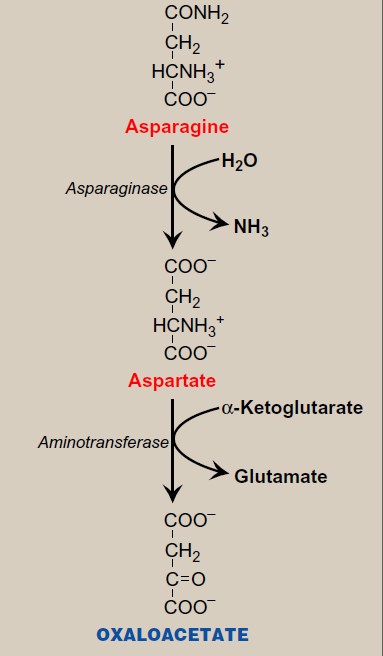 CONH₂
CH₂
HCNH₃⁺
COO⁻
Asparagine
H₂O
Asparaginase
NH₃
COO⁻
CH₂
HCNH₃⁺
COO⁻
Aspartate
α-Ketoglutarate
Aminotransferase
Glutamate
COO⁻
CH₂
C=O
COO⁻
OXALOACETATE